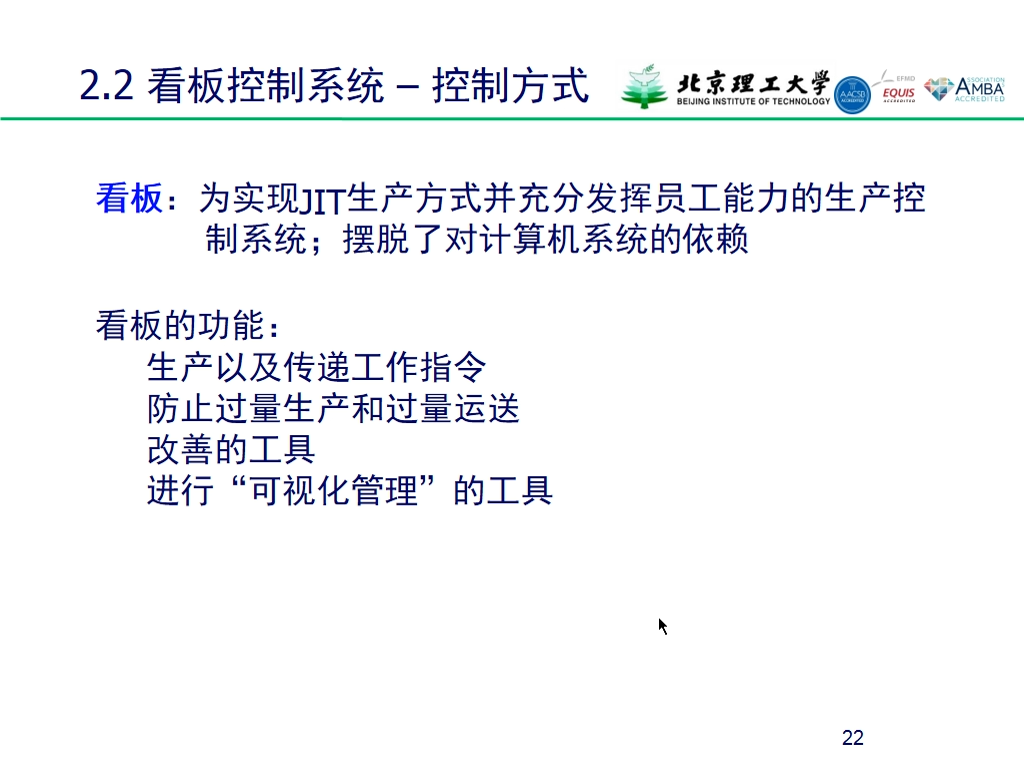 2.2 看板控制系统 – 控制方式
北京理工大学
BEIJING INSTITUTE OF TECHNOLOGY
AACSB
ACCREDITED
EFMD
EQUIS
ACCREDITED
ASSOCIATION
AMBA
ACCREDITED
看板：为实现JIT生产方式并充分发挥员工能力的生产控
制系统；摆脱了对计算机系统的依赖
看板的功能：
生产以及传递工作指令
防止过量生产和过量运送
改善的工具
进行“可视化管理”的工具
22